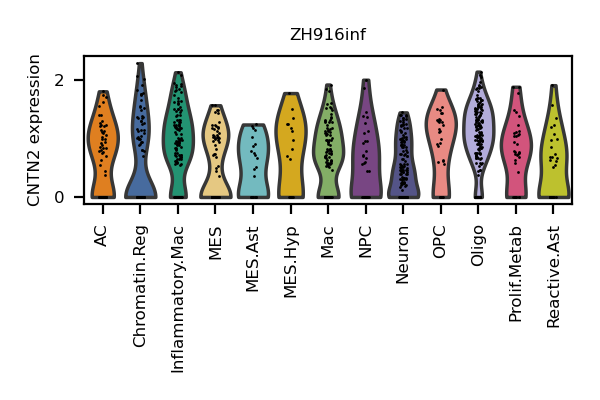 ZH916inf
CNTN2 expression
2
0
AC
Chromatin.Reg
Inflammatory.Mac
MES
MES.Ast
MES.Hyp
Mac
NPC
Neuron
OPC
Oligo
Prolif.Metab
Reactive.Ast